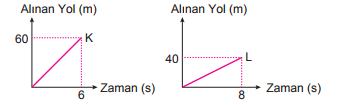 Alınan Yol (m)
60
K
6
Zaman (s)
Alınan Yol (m)
40
L
8
Zaman (s)